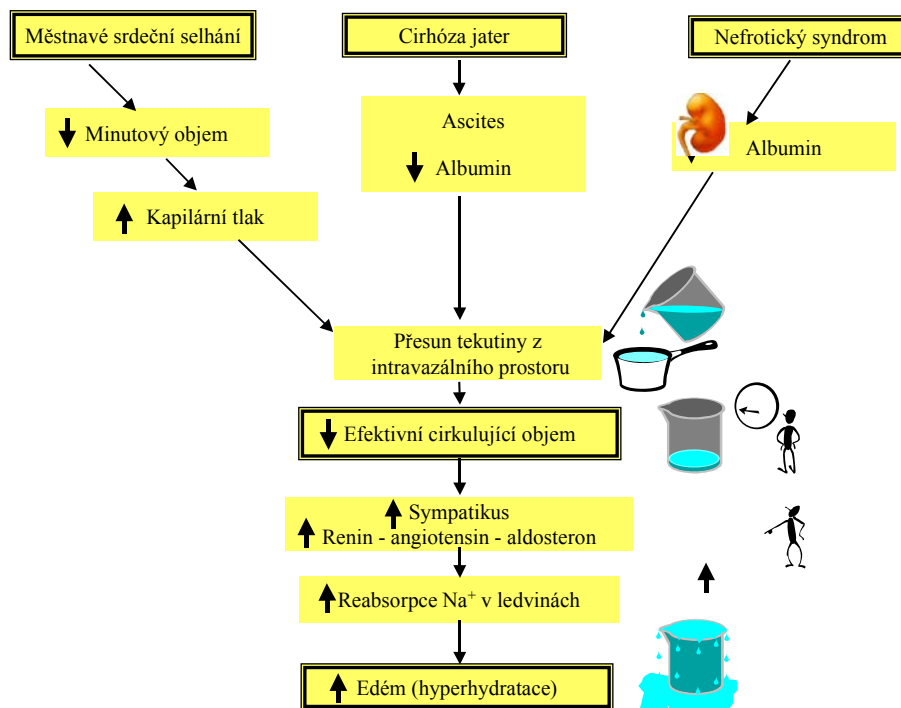 Městnavé srdeční selhání
Cirhóza jater
Nefrotický syndrom
Minutový objem
Ascites
Albumin
Albumin
Kapilární tlak
Přesun tekutiny z
intravazálního prostoru
Efektivní cirkulující objem
Sympatikus
Renin - angiotensin - aldosteron
Reabsorpce Na⁺ v ledvinách
Edém (hyperhydratace)